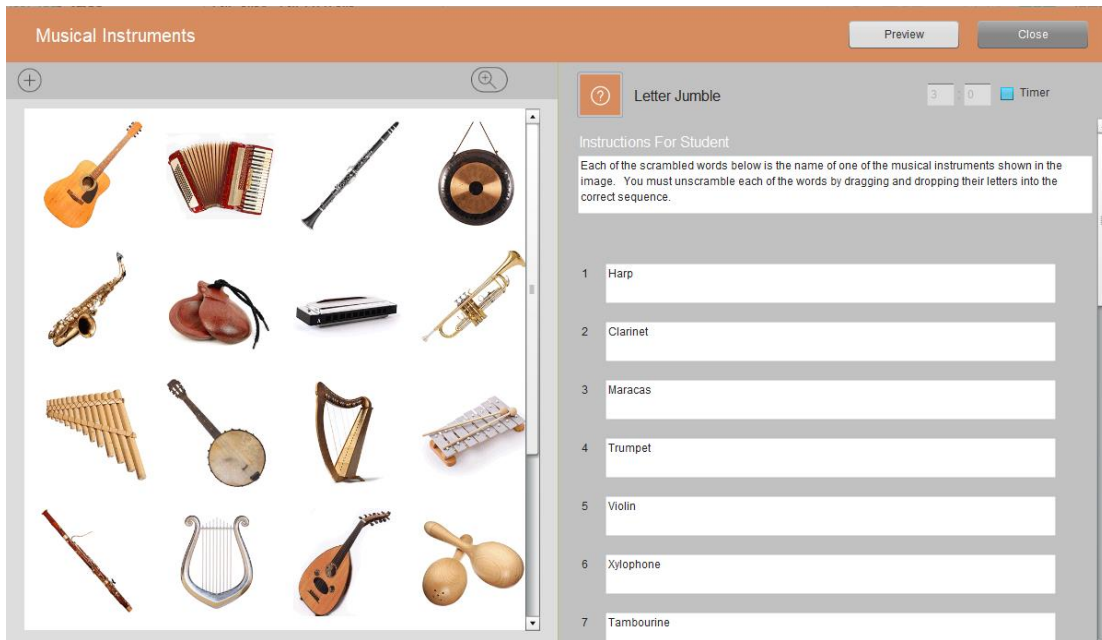 Musical Instruments
Preview
Close
Letter Jumble
3 : 0
Timer
Instructions For Student
Each of the scrambled words below is the name of one of the musical instruments shown in the
image. You must unscramble each of the words by dragging and dropping their letters into the
correct sequence.
1 Harp
2 Clarinet
3 Maracas
4 Trumpet
5 Violin
6 Xylophone
7 Tambourine